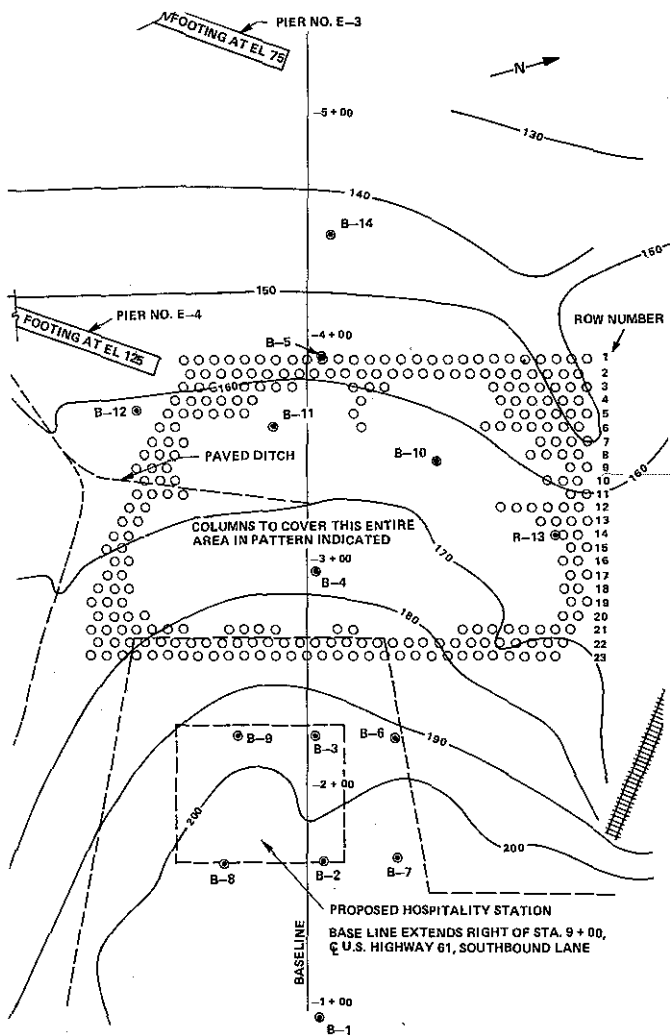 PIER NO. E-3
FOOTING AT EL 75
N
-5+00
130
140
B-14
150
150
PIER NO. E-4
FOOTING AT EL 125
-4+00
B-5
ROW NUMBER
1
2
3
4
5
6
7
8
9
10
11
12
13
14
15
16
17
18
19
20
21
22
23
160
B-12
B-11
B-10
160
PAVED DITCH
COLUMNS TO COVER THIS ENTIRE
AREA IN PATTERN INDICATED
R-13
170
-3+00
B-4
180
B-9
B-3
B-6
190
-2+00
200
200
B-8
B-2
B-7
PROPOSED HOSPITALITY STATION
BASE LINE EXTENDS RIGHT OF STA. 9+00,
℄ U.S. HIGHWAY 61, SOUTHBOUND LANE
BASELINE
-1+00
B-1